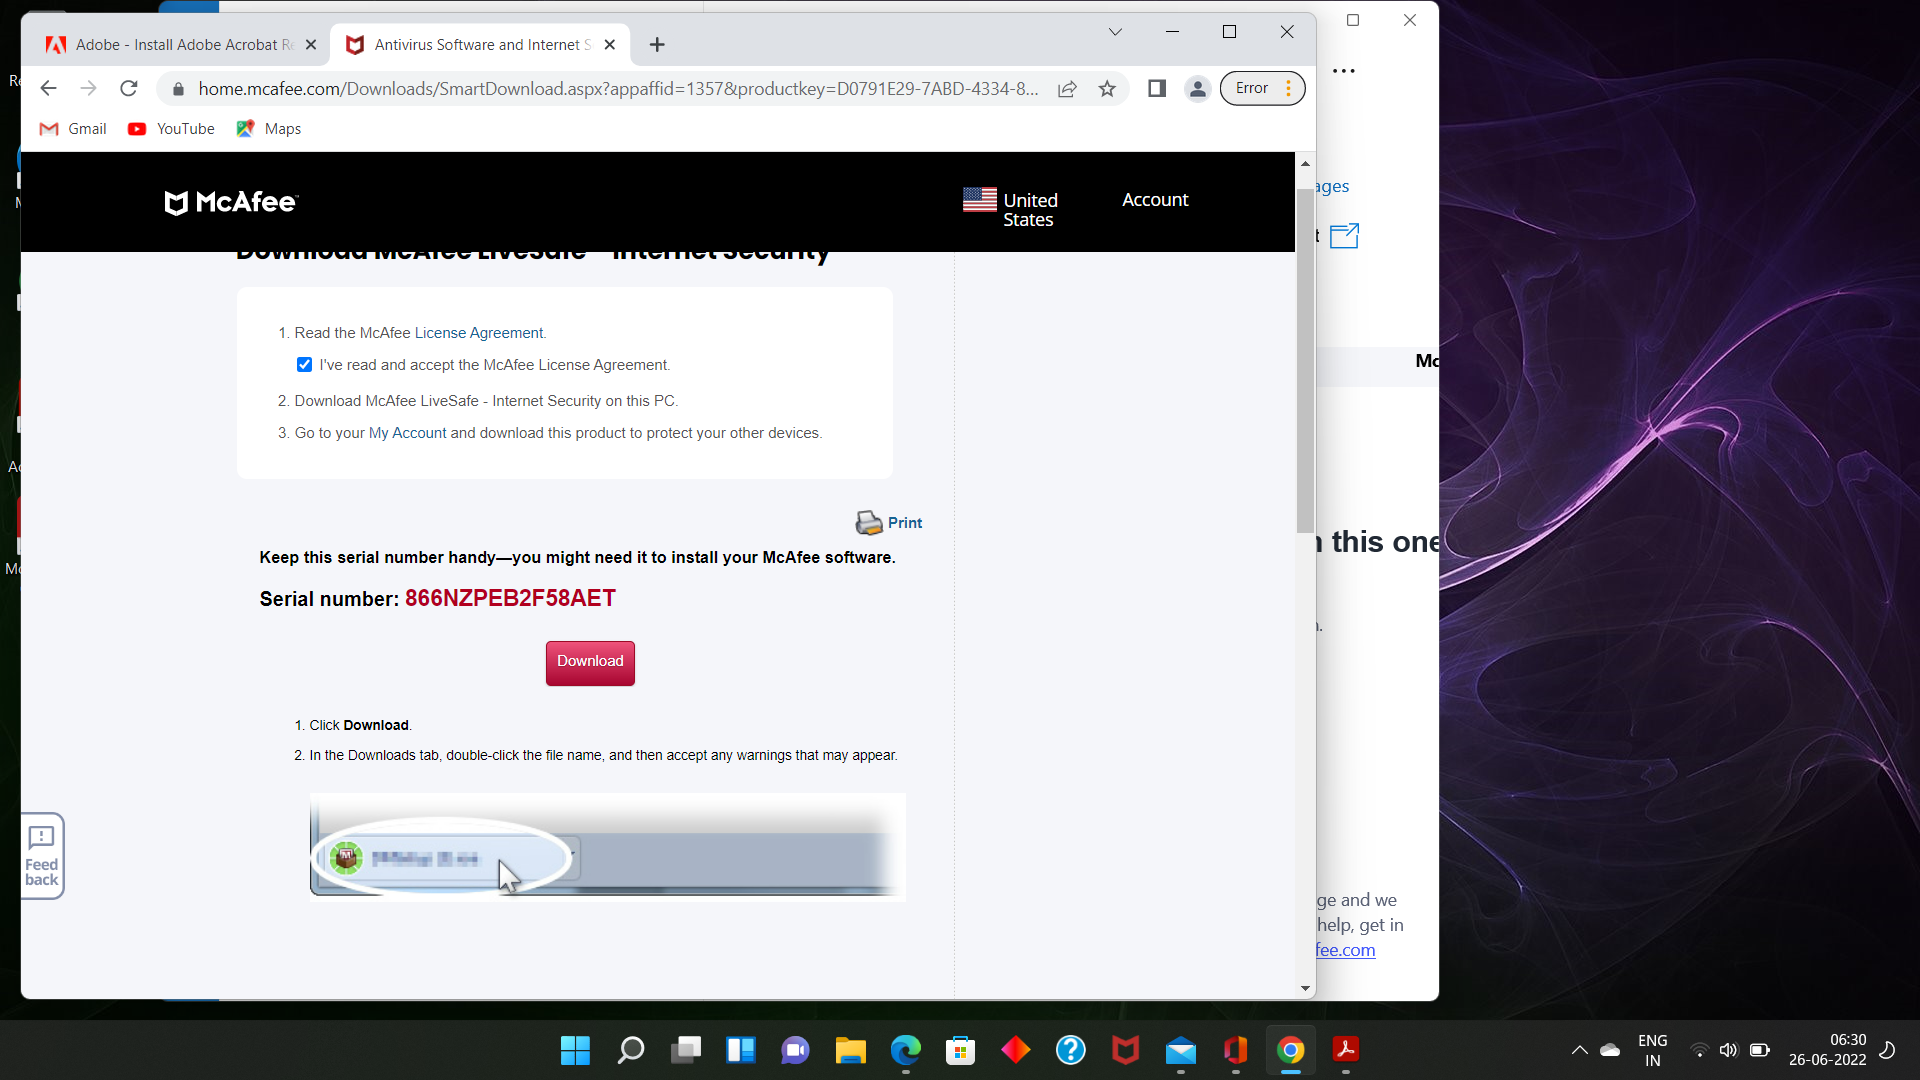 Adobe - Install Adobe Acrobat Re
Antivirus Software and Internet S
home.mcafee.com/Downloads/SmartDownload.aspx?appaffid=1357&productkey=D0791E29-7ABD-4334-8...
Error
Gmail
YouTube
Maps
McAfee
United States
Account
Download McAfee LiveSafe - Internet Security
1. Read the McAfee License Agreement.
I've read and accept the McAfee License Agreement.
2. Download McAfee LiveSafe - Internet Security on this PC.
3. Go to your My Account and download this product to protect your other devices.
Print
Keep this serial number handy—you might need it to install your McAfee software.
Serial number: 866NZPEB2F58AET
Download
1. Click Download.
2. In the Downloads tab, double-click the file name, and then accept any warnings that may appear.
Feed
back
ages
t
Mc
this one
ge and we
help, get in
fee.com
ENG
IN
06:30
26-06-2022